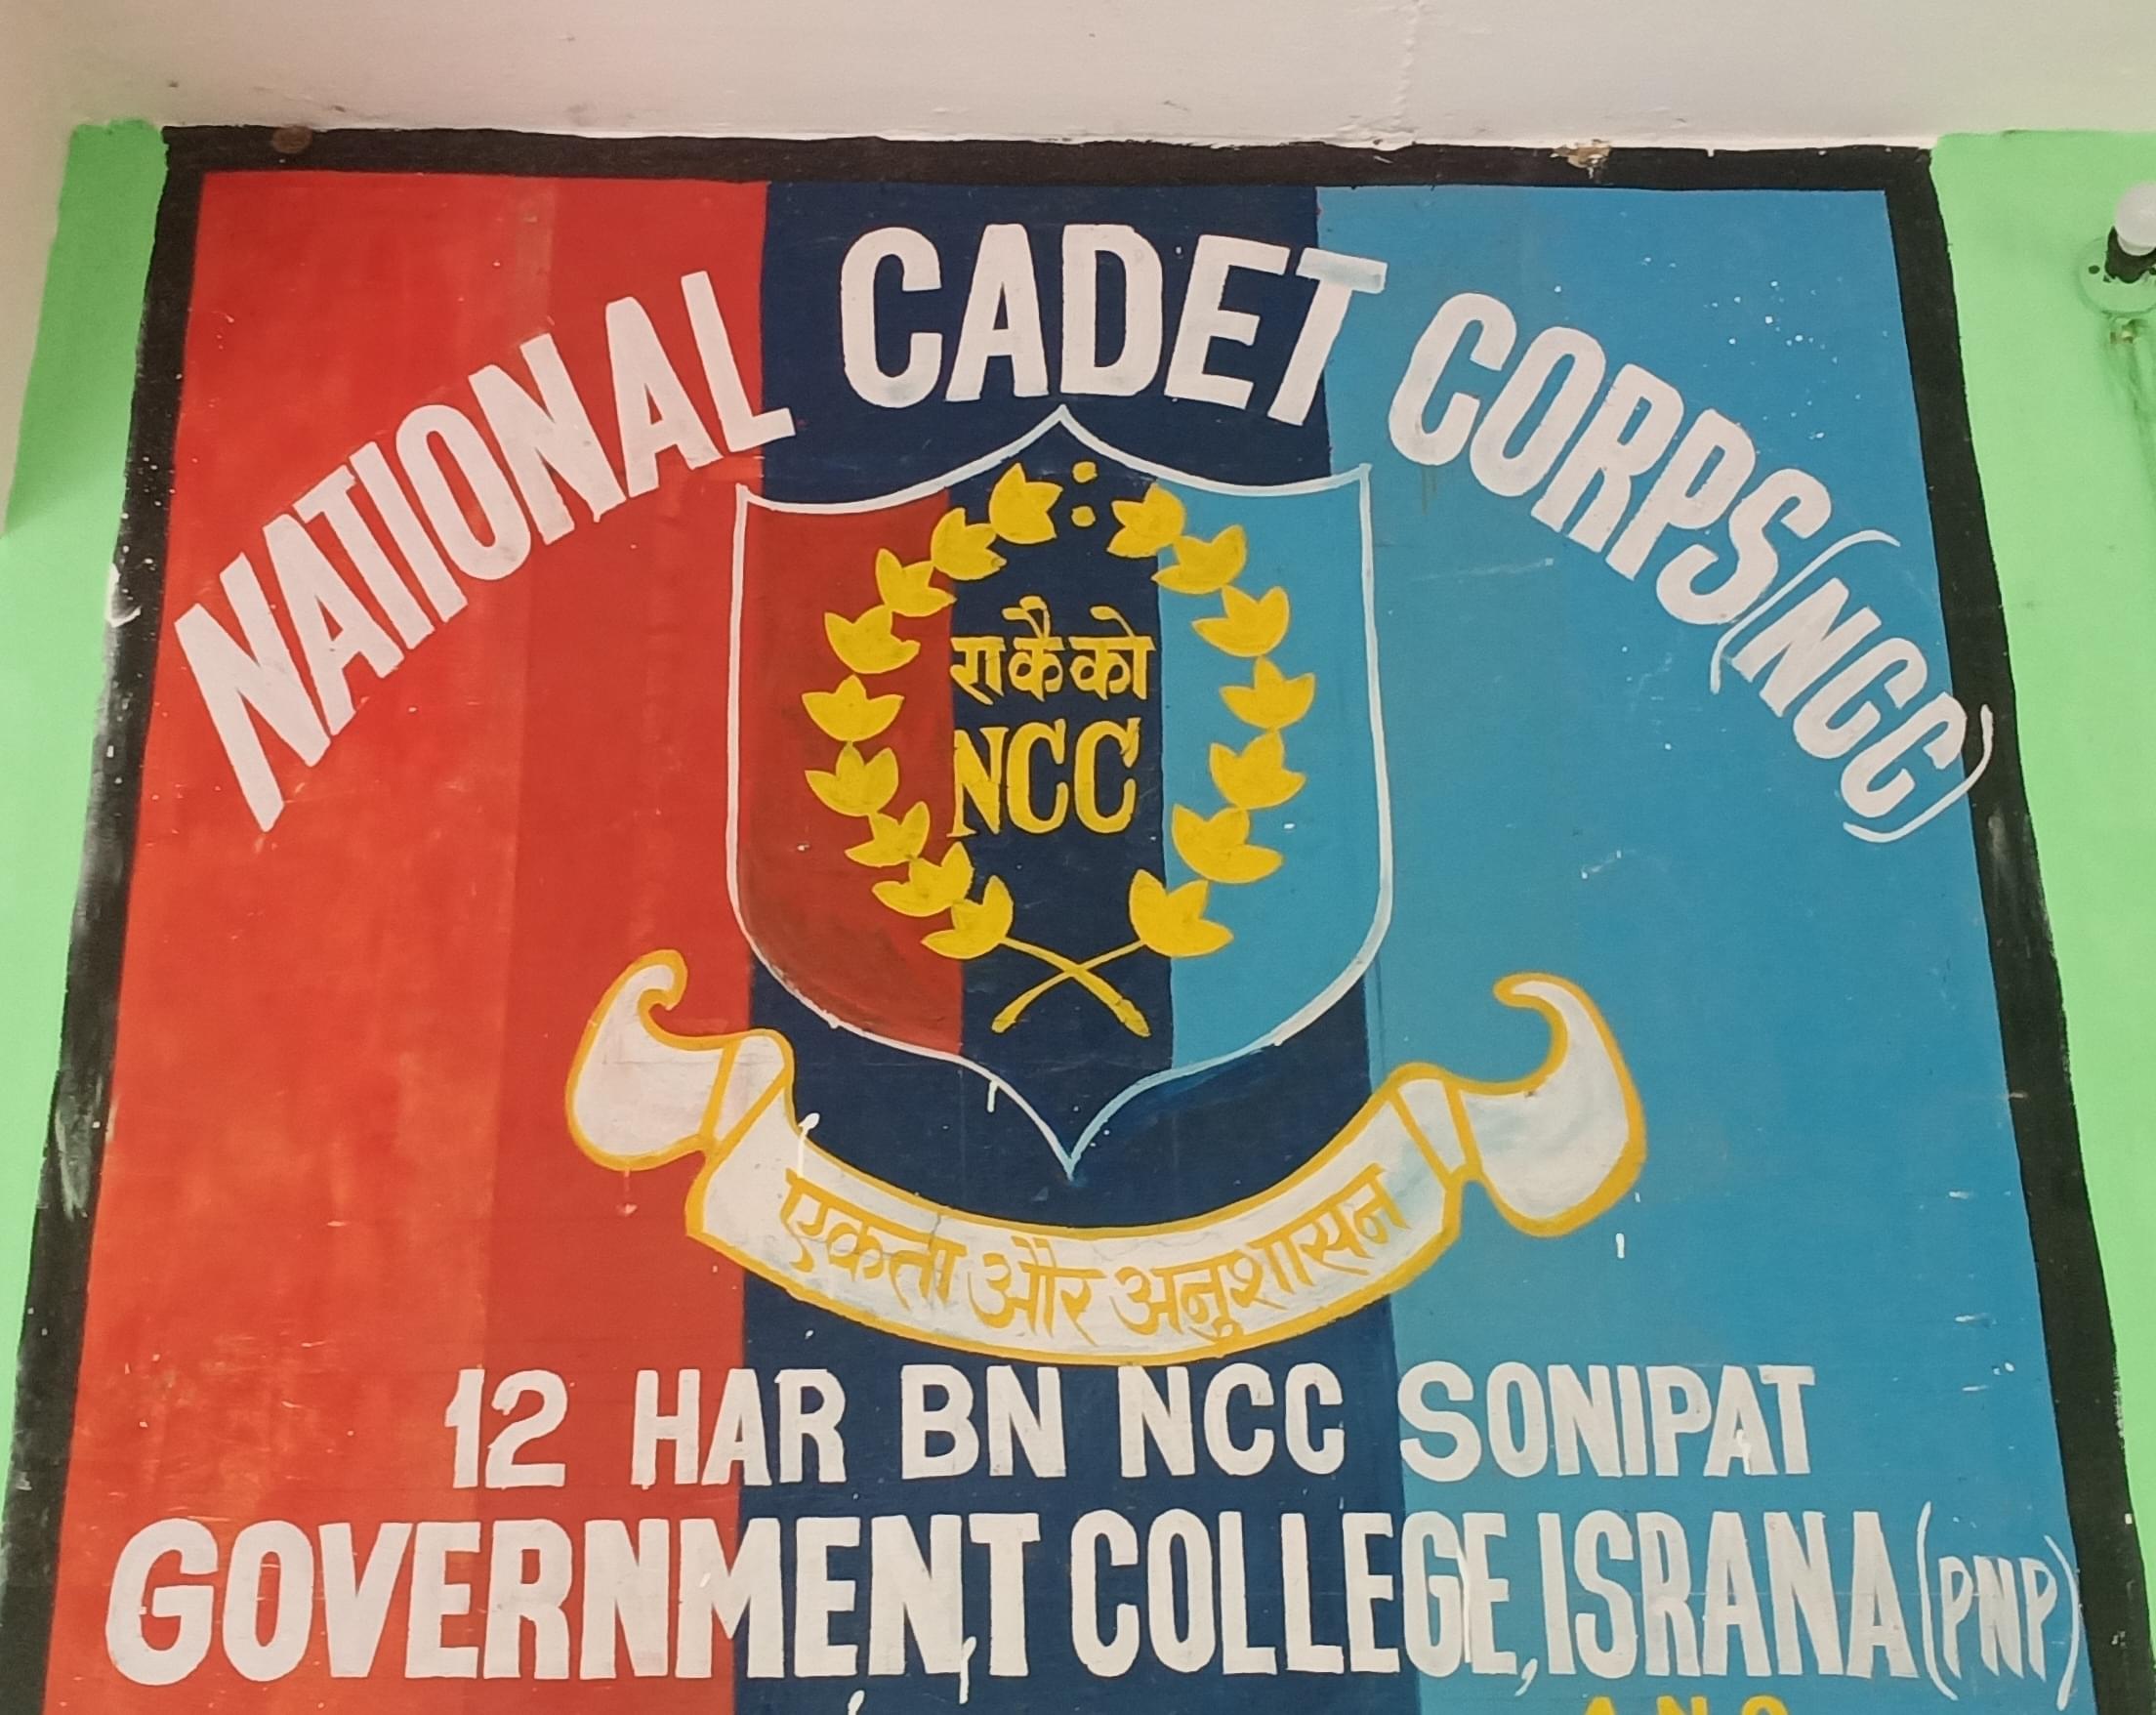 NATIONAL CADET CORPS (NCC)
राकैको
NCC
एकता और अनुशासन
12 HAR BN NCC SONIPAT
GOVERNMENT COLLEGE, ISRANA (PNP)